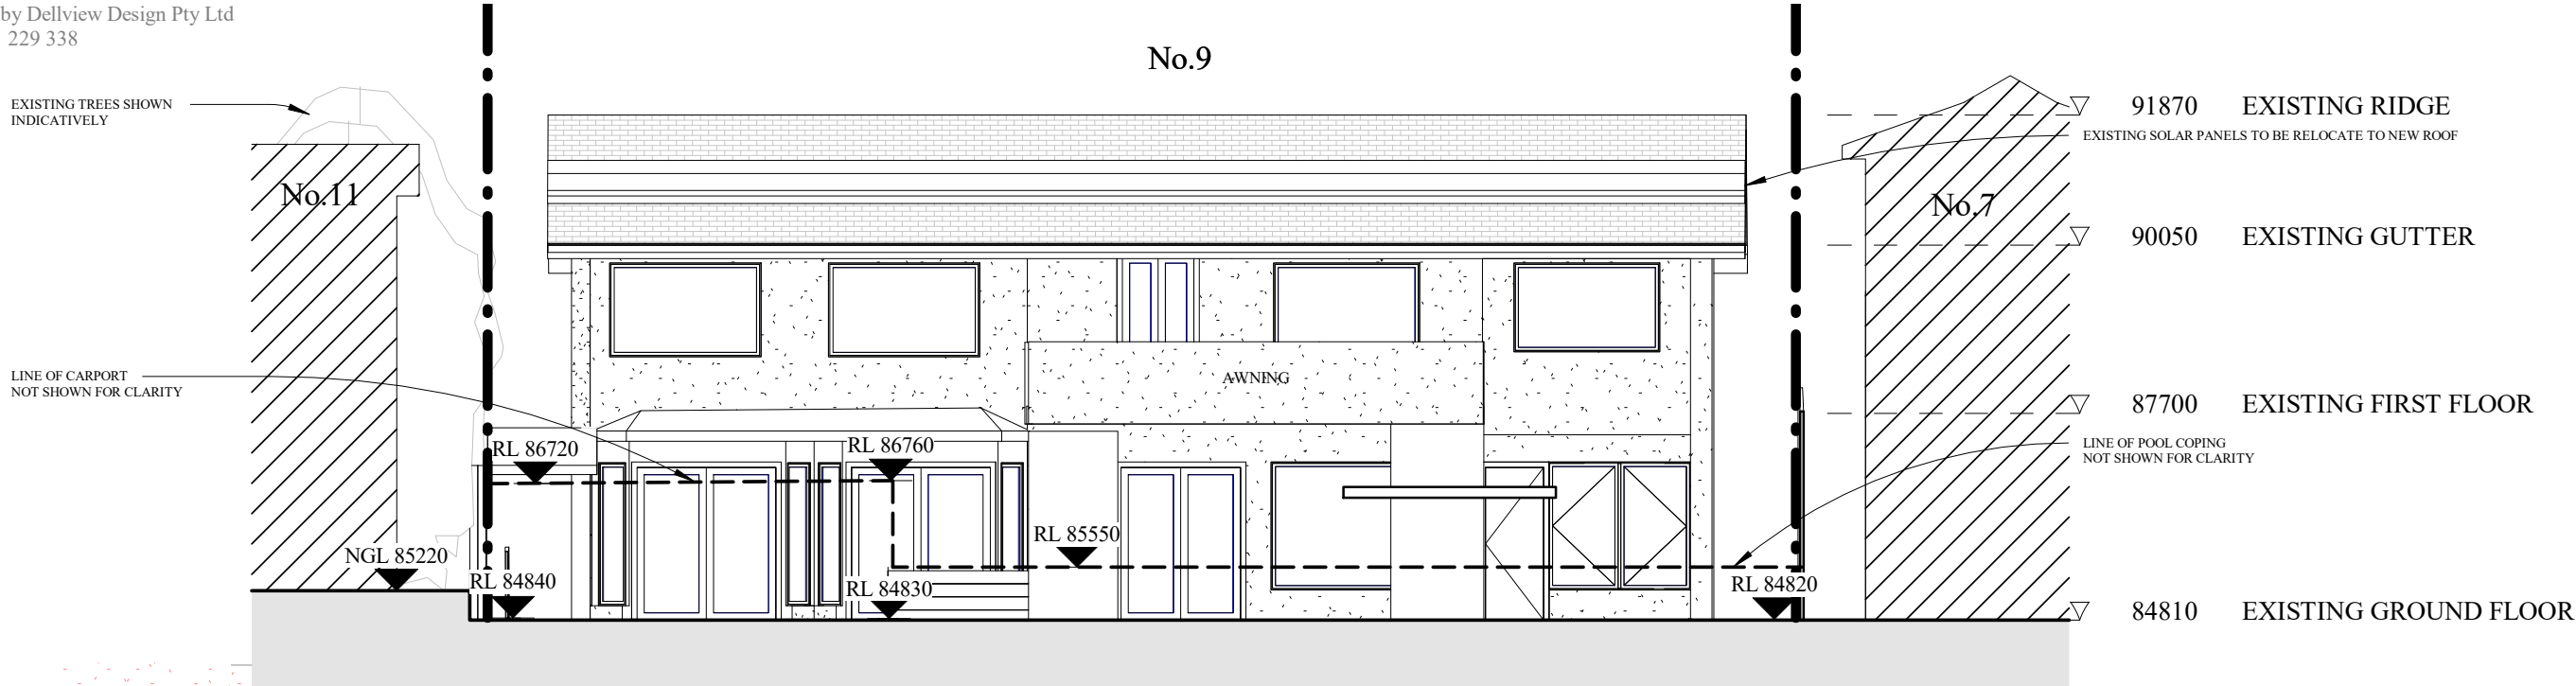 by Dellview Design Pty Ltd
229 338
No.9
EXISTING TREES SHOWN
INDICATIVELY
91870 EXISTING RIDGE
EXISTING SOLAR PANELS TO BE RELOCATE TO NEW ROOF
No.11
No.7
90050 EXISTING GUTTER
LINE OF CARPORT
NOT SHOWN FOR CLARITY
AWNING
87700 EXISTING FIRST FLOOR
RL 86720
RL 86760
LINE OF POOL COPING
NOT SHOWN FOR CLARITY
RL 85550
NGL 85220
RL 84840
RL 84830
RL 84820
84810 EXISTING GROUND FLOOR